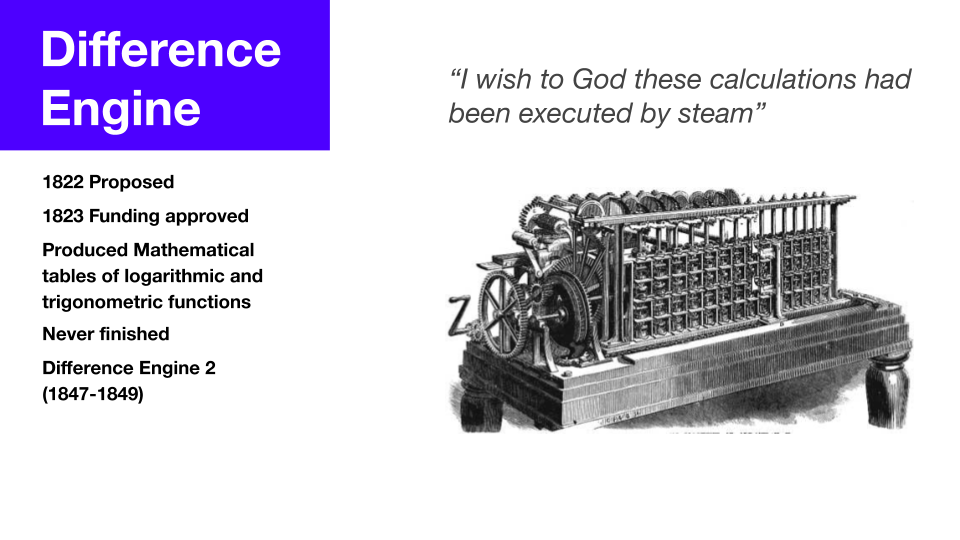 Difference
Engine
“I wish to God these calculations had
been executed by steam”
1822 Proposed
1823 Funding approved
Produced Mathematical
tables of logarithmic and
trigonometric functions
Never finished
Difference Engine 2
(1847-1849)